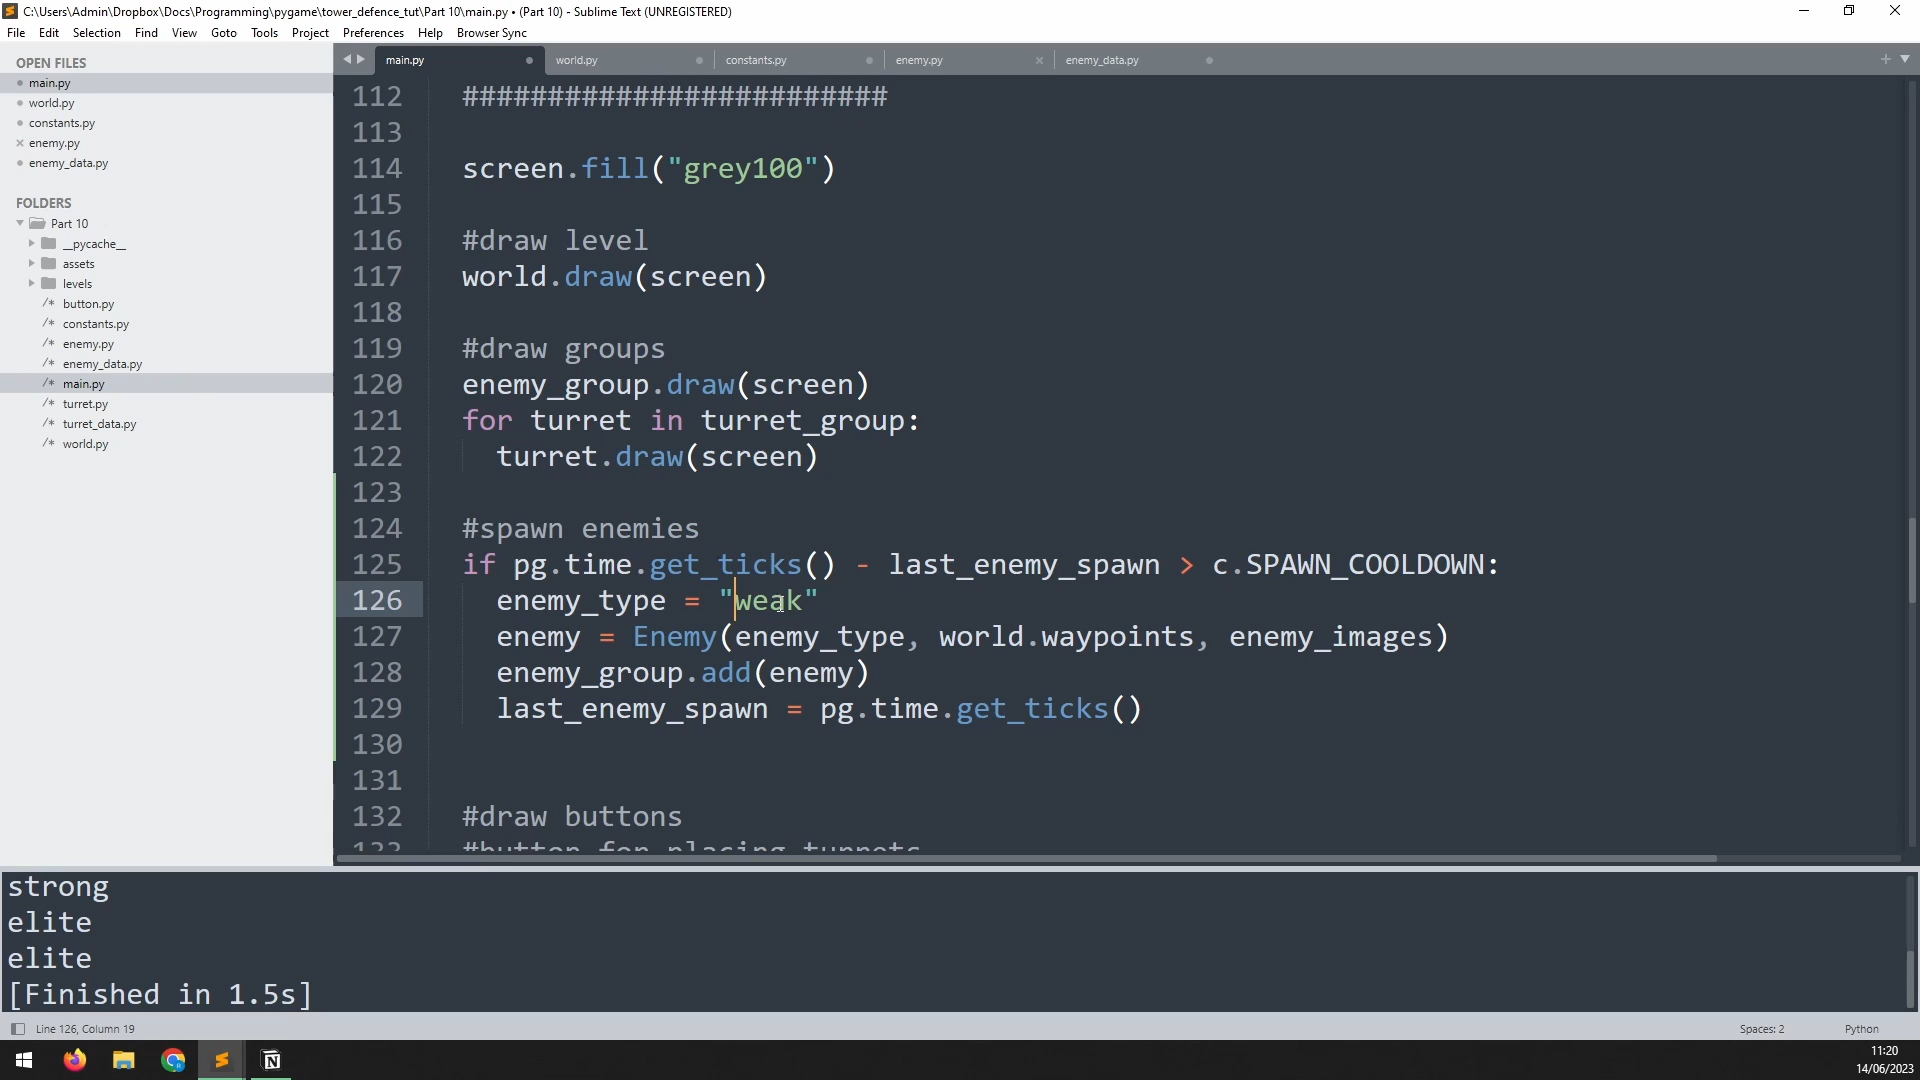 C:\Users\Admin\Dropbox\Docs\Programming\pygame\tower_defence_tut\Part 10\main.py • (Part 10) - Sublime Text (UNREGISTERED)
File Edit Selection Find View Goto Tools Project Preferences Help Browser Sync
OPEN FILES
main.py
world.py
constants.py
enemy.py
enemy_data.py
FOLDERS
Part 10
__pycache__
assets
levels
/* button.py
/* constants.py
/* enemy.py
/* enemy_data.py
/* main.py
/* turret.py
/* turret_data.py
/* world.py
main.py world.py constants.py enemy.py enemy_data.py
112 #########################
113
114 screen.fill("grey100")
115
116 #draw level
117 world.draw(screen)
118
119 #draw groups
120 enemy_group.draw(screen)
121 for turret in turret_group:
122 turret.draw(screen)
123
124 #spawn enemies
125 if pg.time.get_ticks() - last_enemy_spawn > c.SPAWN_COOLDOWN:
126 enemy_type = "weak"
127 enemy = Enemy(enemy_type, world.waypoints, enemy_images)
128 enemy_group.add(enemy)
129 last_enemy_spawn = pg.time.get_ticks()
130
131
132 #draw buttons
133 #button for placing turrets
strong
elite
elite
[Finished in 1.5s]
Line 126, Column 19
Spaces: 2
Python
11:20
14/06/2023